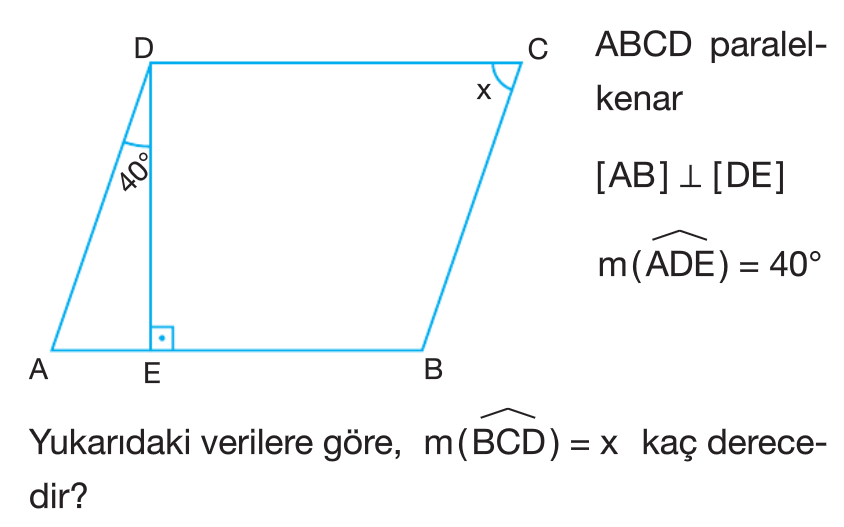 D
C
x
40°
A
E
B
ABCD paralel-
kenar
[AB] ⊥ [DE]
m(ADE) = 40°
Yukarıdaki verilere göre, m(BCD) = x kaç derece-
dir?